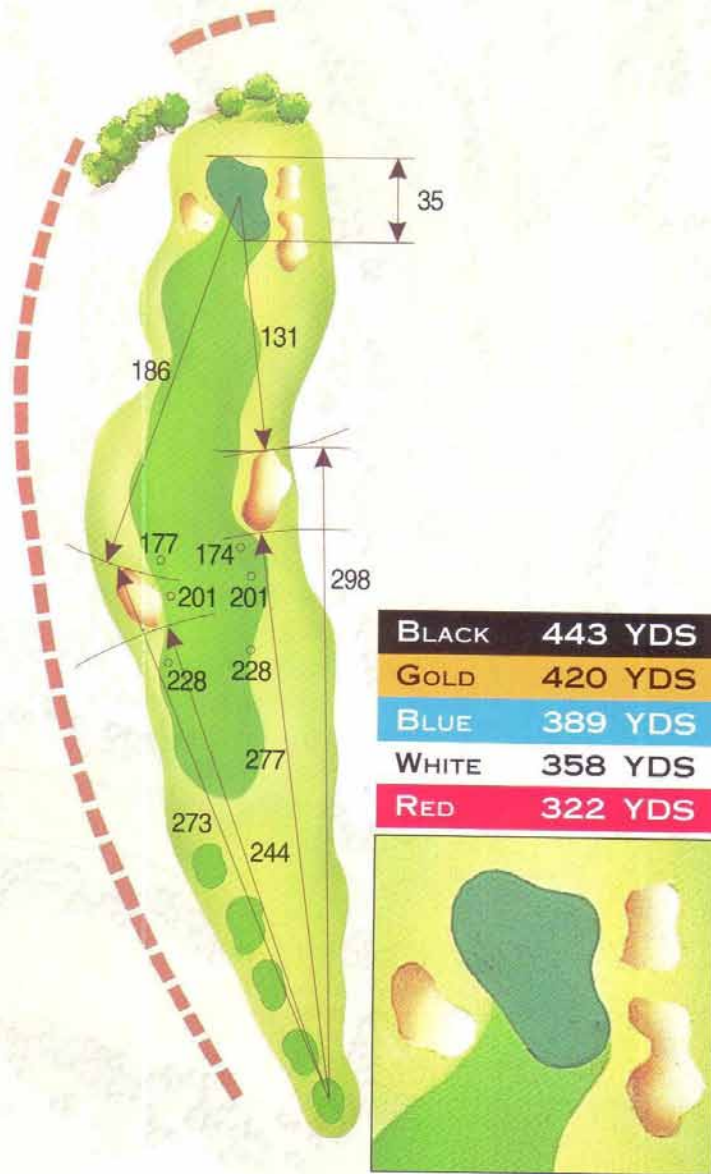 35
131
186
177
174
298
201
201
228
228
277
273
244
BLACK 443 YDS
GOLD 420 YDS
BLUE 389 YDS
WHITE 358 YDS
RED 322 YDS